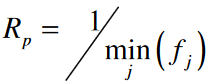 R_p = 1/min_j(f_j)